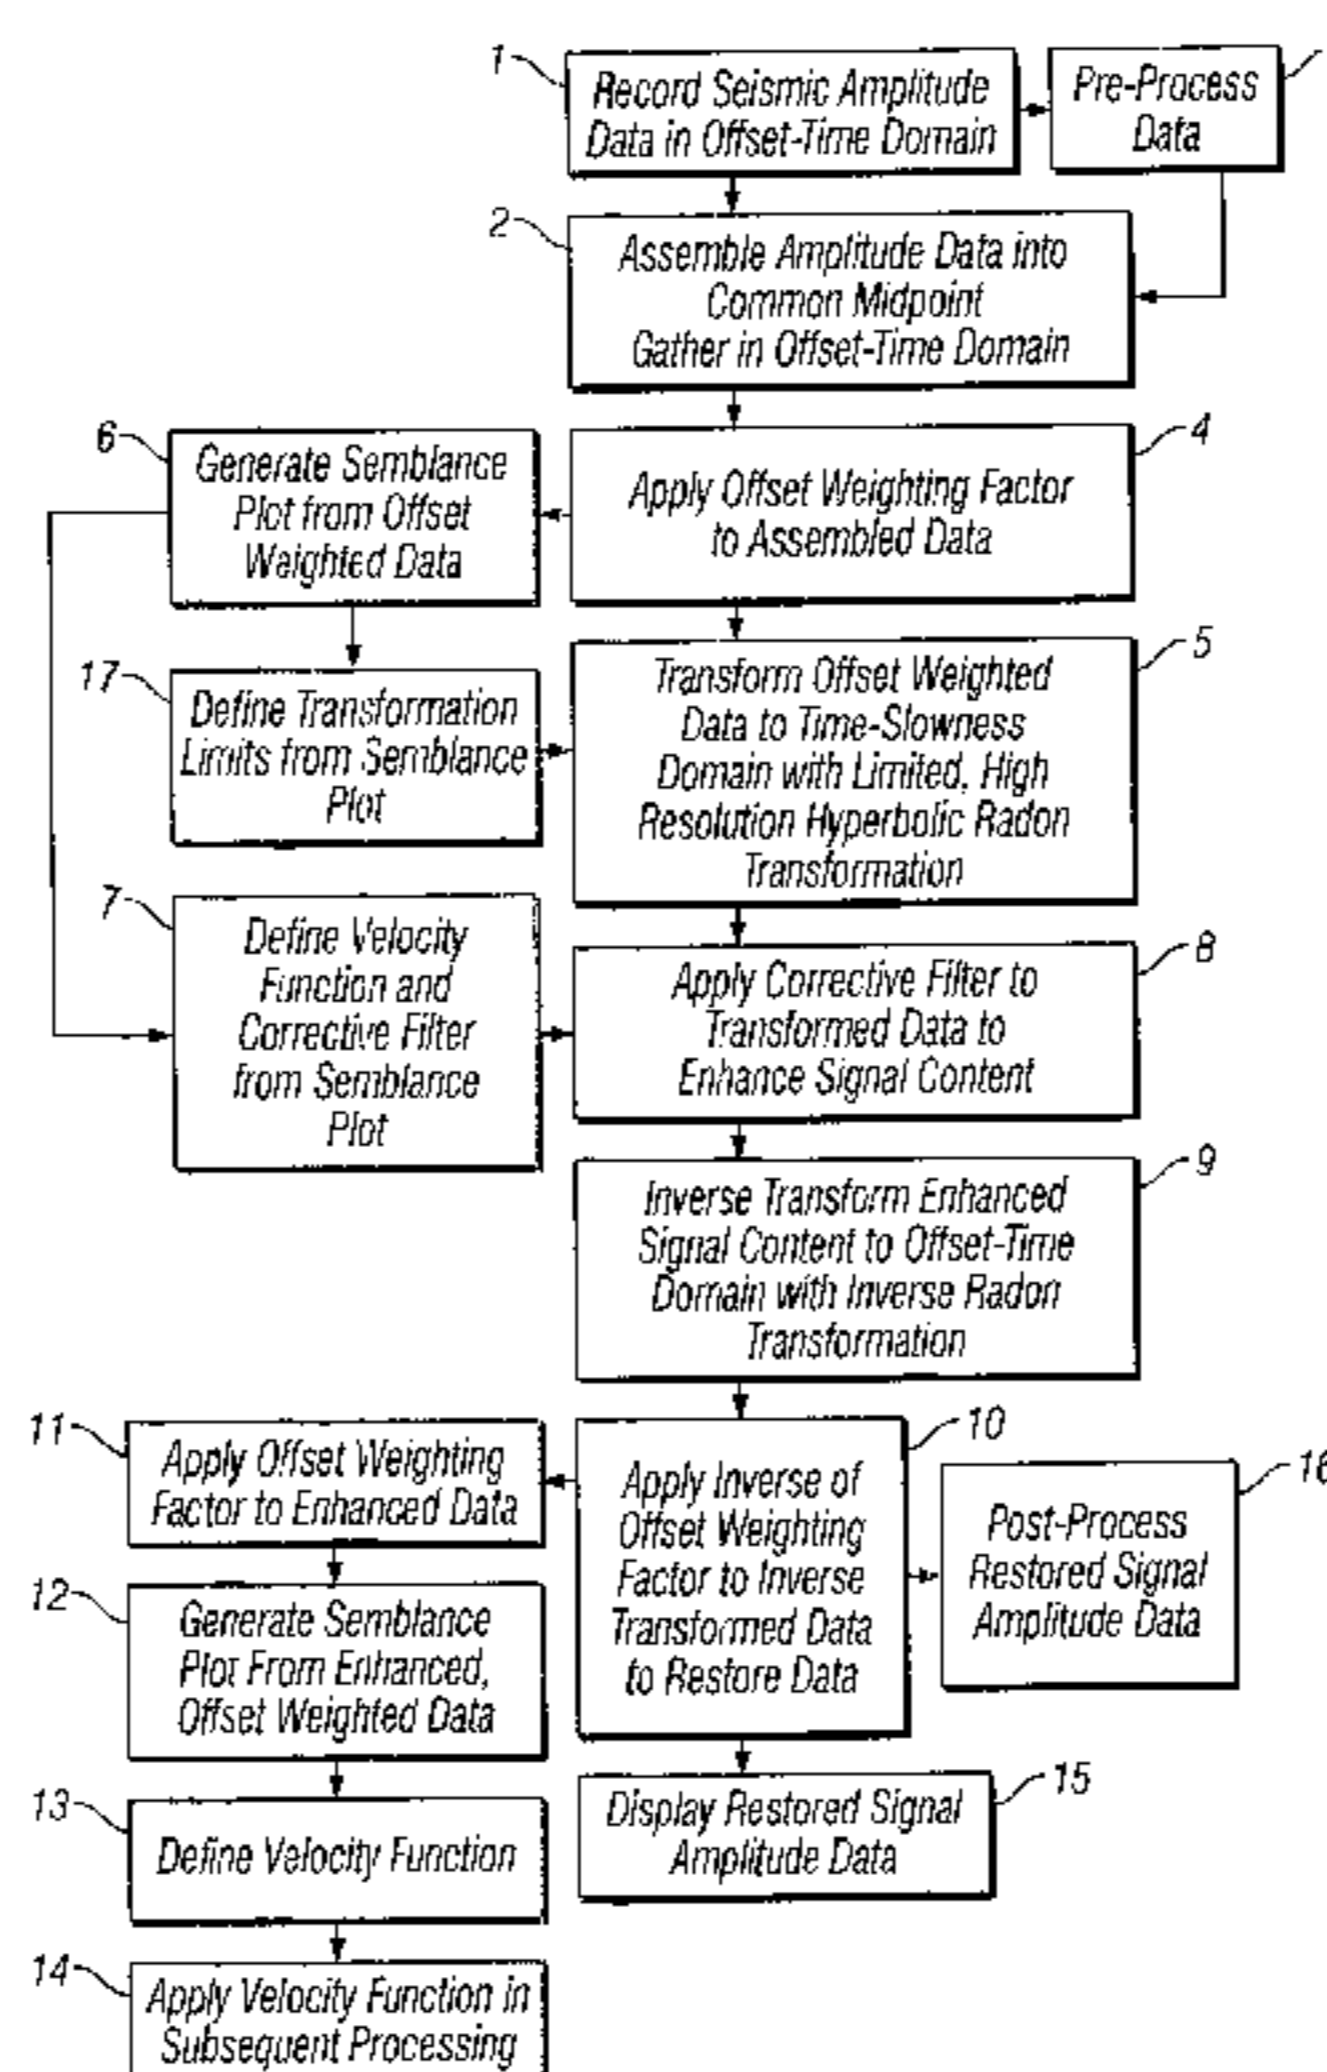 1
Record Seismic Amplitude
Data in Offset-Time Domain
Pre-Process
Data
2
Assemble Amplitude Data into
Common Midpoint
Gather in Offset-Time Domain
6
Generate Semblance
Plot from Offset
Weighted Data
4
Apply Offset Weighting Factor
to Assembled Data
17
Define Transformation
Limits from Semblance
Plot
5
Transform Offset Weighted
Data to Time-Slowness
Domain with Limited, High
Resolution Hyperbolic Radon
Transformation
7
Define Velocity
Function and
Corrective Filter
from Semblance
Plot
8
Apply Corrective Filter to
Transformed Data to
Enhance Signal Content
9
Inverse Transform Enhanced
Signal Content to Offset-Time
Domain with Inverse Radon
Transformation
11
Apply Offset Weighting
Factor to Enhanced Data
10
Apply Inverse of
Offset Weighting
Factor to Inverse
Transformed Data
to Restore Data
16
Post-Process
Restored Signal
Amplitude Data
12
Generate Semblance
Plot From Enhanced,
Offset Weighted Data
13
Define Velocity Function
15
Display Restored Signal
Amplitude Data
14
Apply Velocity Function in
Subsequent Processing